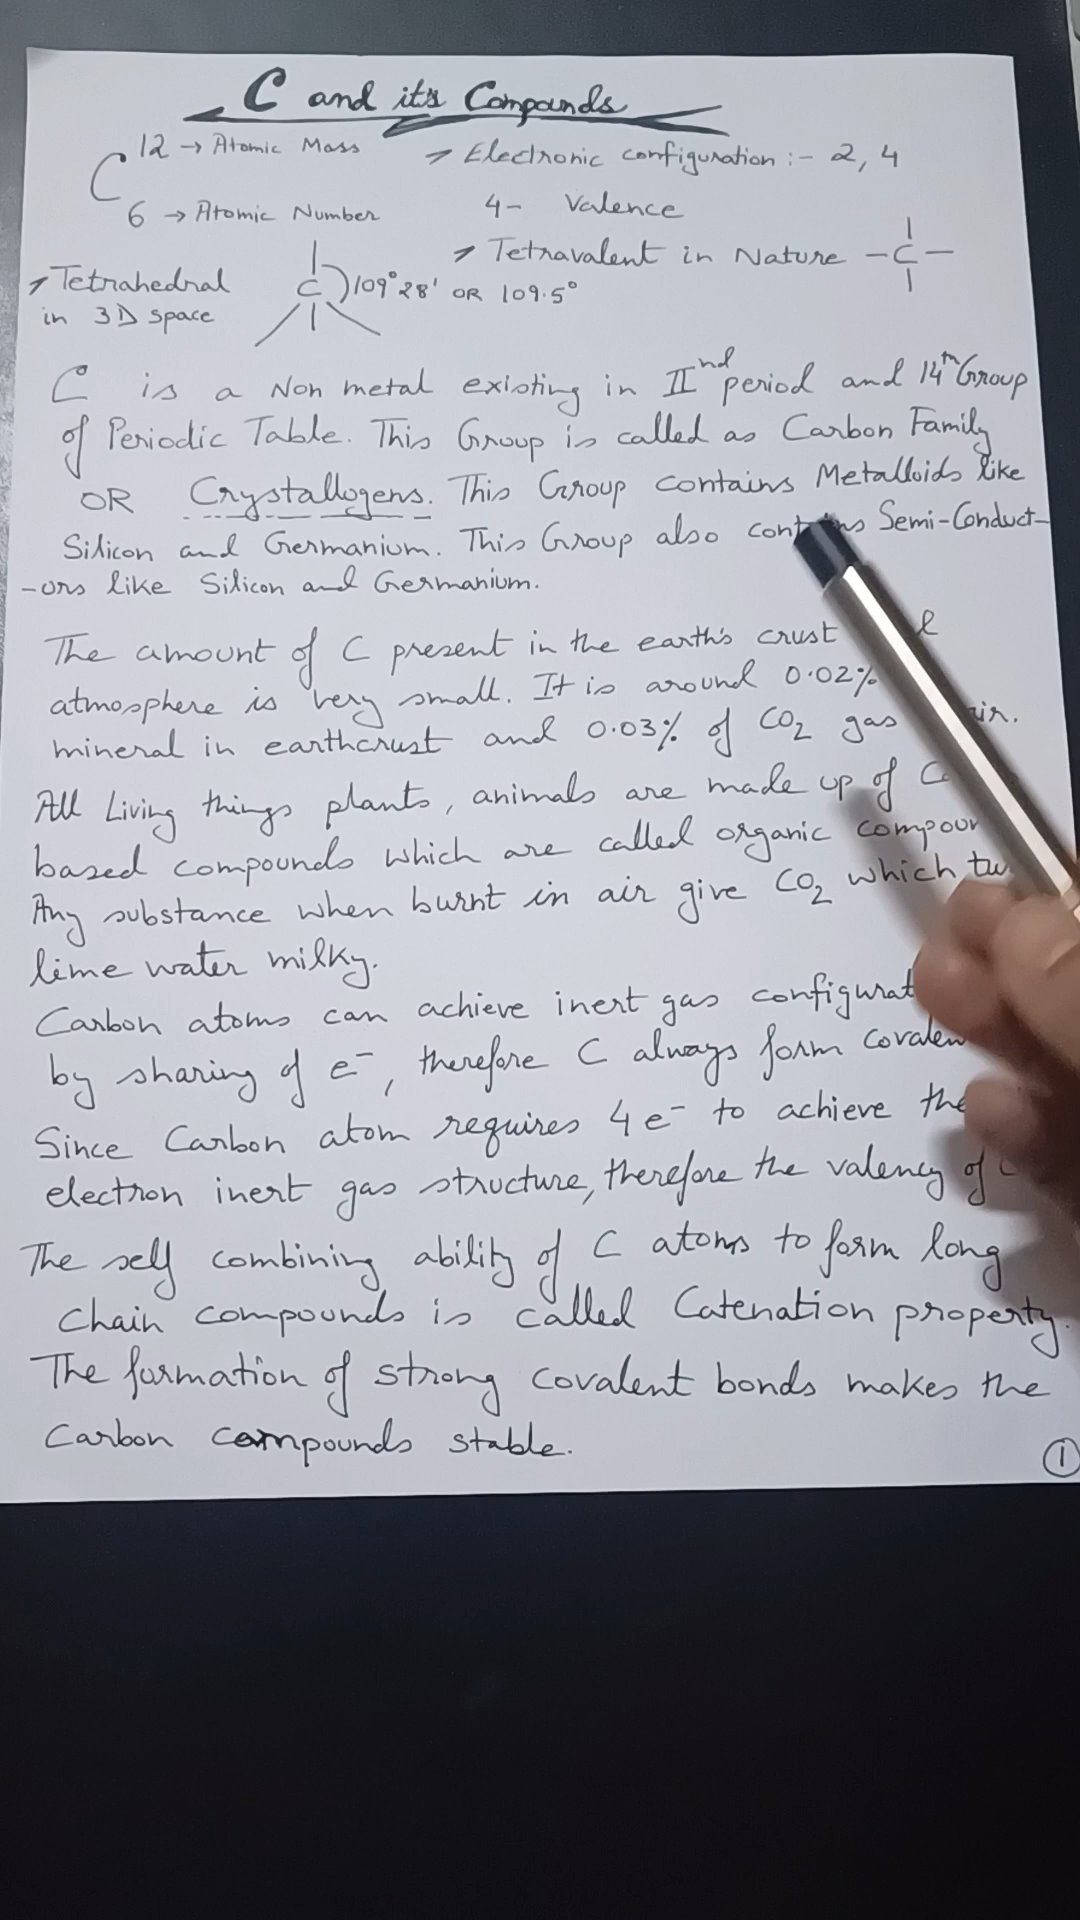 C and it's Compounds
C 12 → Atomic Mass
6 → Atomic Number
→ Electronic configuration :- 2, 4
4- Valence
→ Tetravalent in Nature -C-
→ Tetrahedral
in 3D space
C 109°28' OR 109.5°
C is a Non metal existing in IInd period and 14th Group
of Periodic Table. This Group is called as Carbon Family
OR Crystallogens. This Group contains Metalloids like
Silicon and Germanium. This Group also contains Semi-Conduct-
-ors like Silicon and Germanium.
The amount of C present in the earth's crust
atmosphere is very small. It is around 0.02%
mineral in earthcrust and 0.03% of CO2 gas air.
All Living things plants, animals are made up of C
based compounds which are called organic compoun
Any substance when burnt in air give CO2 which tu
lime water milky.
Carbon atoms can achieve inert gas configurat
by sharing of e-, therefore C always form covalen
Since Carbon atom requires 4 e- to achieve the
electron inert gas structure, therefore the valency of C
The self combining ability of C atoms to form long
chain compounds is called Catenation property.
The formation of strong covalent bonds makes the
Carbon compounds stable.
1